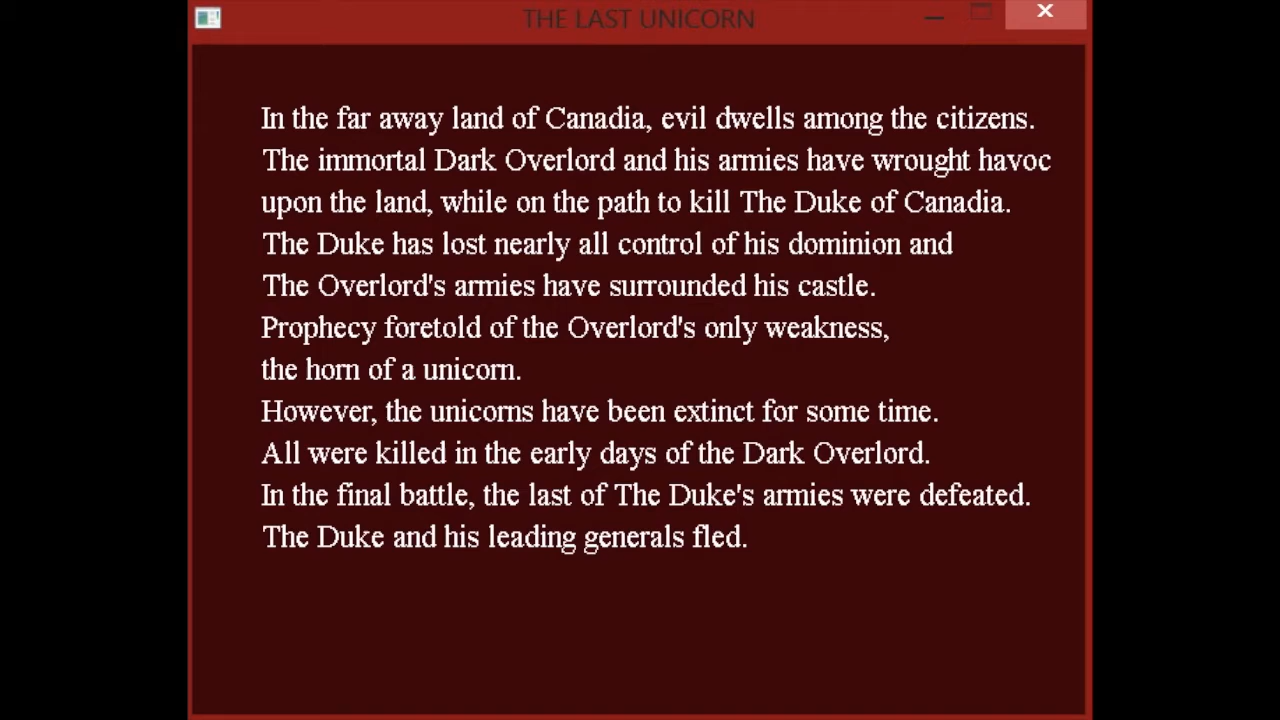 THE LAST UNICORN
In the far away land of Canadia, evil dwells among the citizens.
The immortal Dark Overlord and his armies have wrought havoc
upon the land, while on the path to kill The Duke of Canadia.
The Duke has lost nearly all control of his dominion and
The Overlord's armies have surrounded his castle.
Prophecy foretold of the Overlord's only weakness,
the horn of a unicorn.
However, the unicorns have been extinct for some time.
All were killed in the early days of the Dark Overlord.
In the final battle, the last of The Duke's armies were defeated.
The Duke and his leading generals fled.